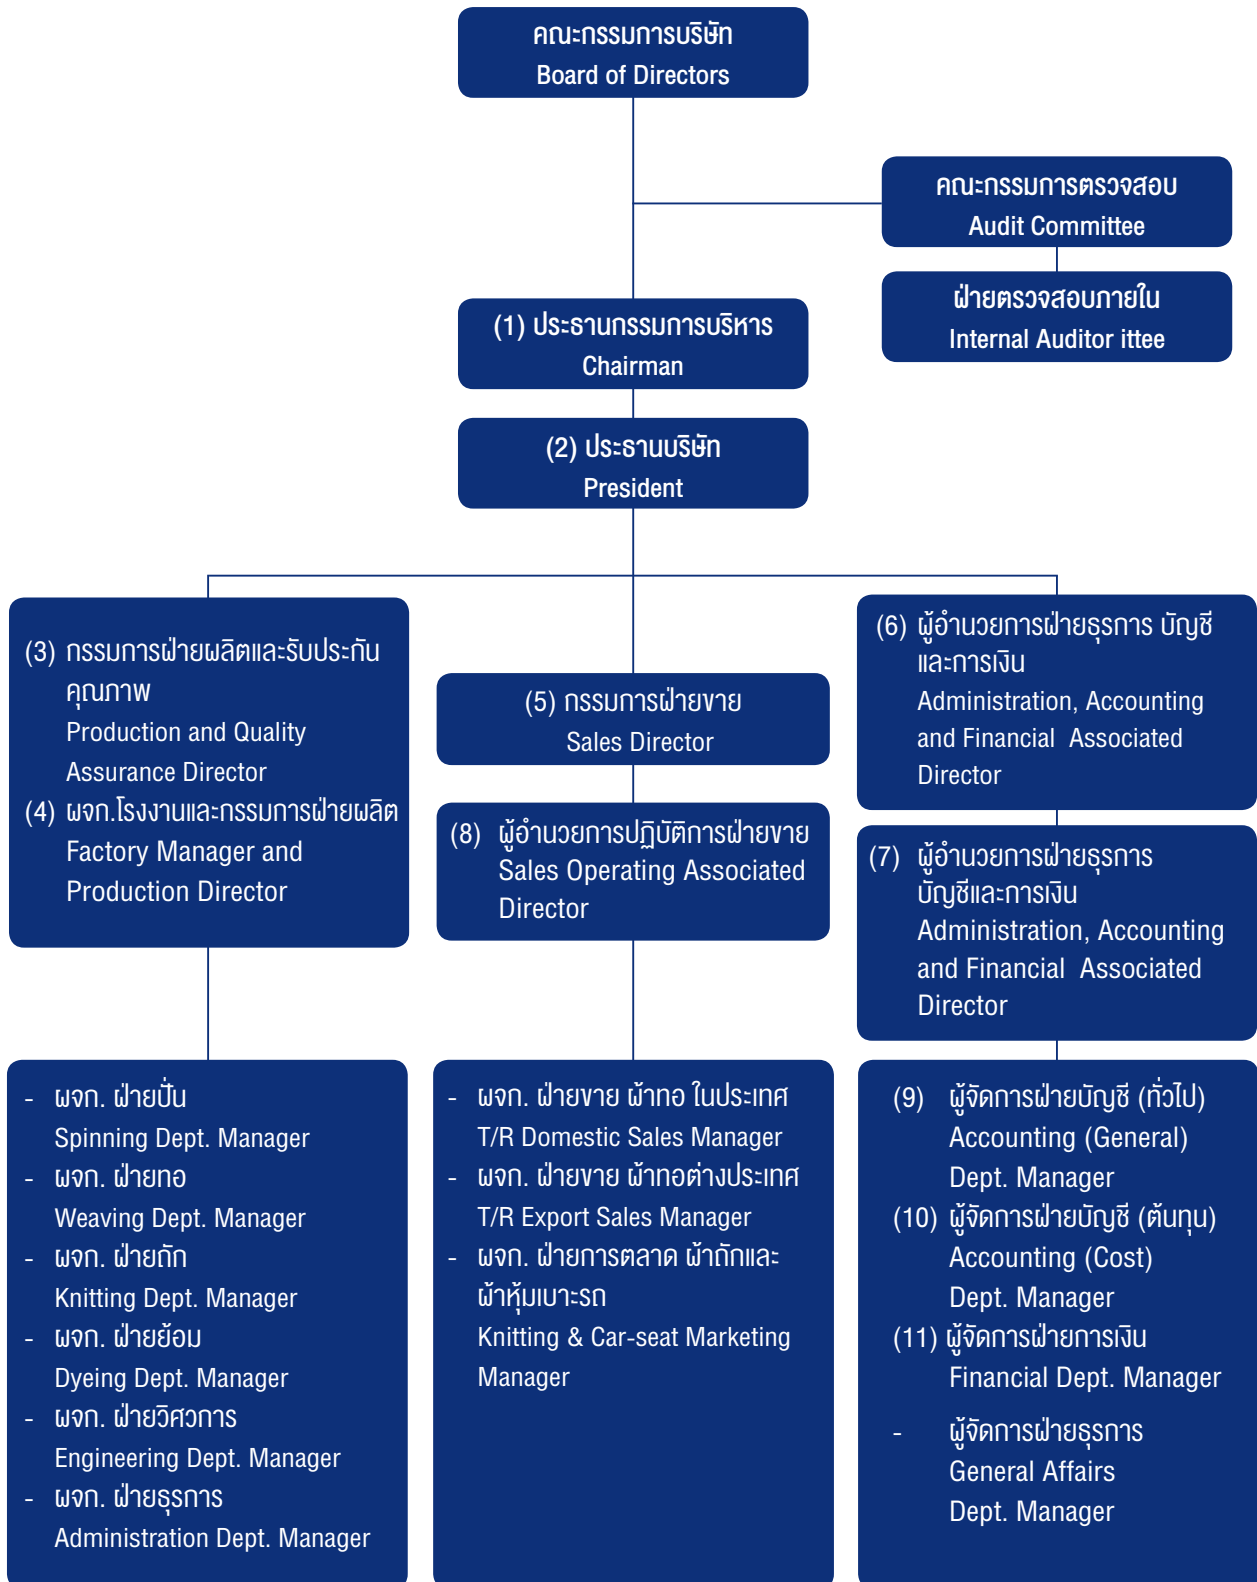 คณะกรรมการบริษัท
Board of Directors
คณะกรรมการตรวจสอบ
Audit Committee
ฝ่ายตรวจสอบภายใน
Internal Auditor ittee
(1) ประธานกรรมการบริหาร
Chairman
(2) ประธานบริษัท
President
(3) กรรมการฝ่ายผลิตและรับประกัน
คุณภาพ
Production and Quality
Assurance Director
(4) ผจก.โรงงานและกรรมการฝ่ายผลิต
Factory Manager and
Production Director
(5) กรรมการฝ่ายขาย
Sales Director
(8) ผู้อำนวยการปฏิบัติการฝ่ายขาย
Sales Operating Associated
Director
(6) ผู้อำนวยการฝ่ายธุรการ บัญชี
และการเงิน
Administration, Accounting
and Financial Associated
Director
(7) ผู้อำนวยการฝ่ายธุรการ
บัญชีและการเงิน
Administration, Accounting
and Financial Associated
Director
- ผจก. ฝ่ายปั่น
Spinning Dept. Manager
- ผจก. ฝ่ายทอ
Weaving Dept. Manager
- ผจก. ฝ่ายถัก
Knitting Dept. Manager
- ผจก. ฝ่ายย้อม
Dyeing Dept. Manager
- ผจก. ฝ่ายวิศวการ
Engineering Dept. Manager
- ผจก. ฝ่ายธุรการ
Administration Dept. Manager
- ผจก. ฝ่ายขาย ผ้าทอ ในประเทศ
T/R Domestic Sales Manager
- ผจก. ฝ่ายขาย ผ้าทอต่างประเทศ
T/R Export Sales Manager
- ผจก. ฝ่ายการตลาด ผ้าถักและ
ผ้าหุ้มเบาะรถ
Knitting & Car-seat Marketing
Manager
(9) ผู้จัดการฝ่ายบัญชี (ทั่วไป)
Accounting (General)
Dept. Manager
(10) ผู้จัดการฝ่ายบัญชี (ต้นทุน)
Accounting (Cost)
Dept. Manager
(11) ผู้จัดการฝ่ายการเงิน
Financial Dept. Manager
- ผู้จัดการฝ่ายธุรการ
General Affairs
Dept. Manager